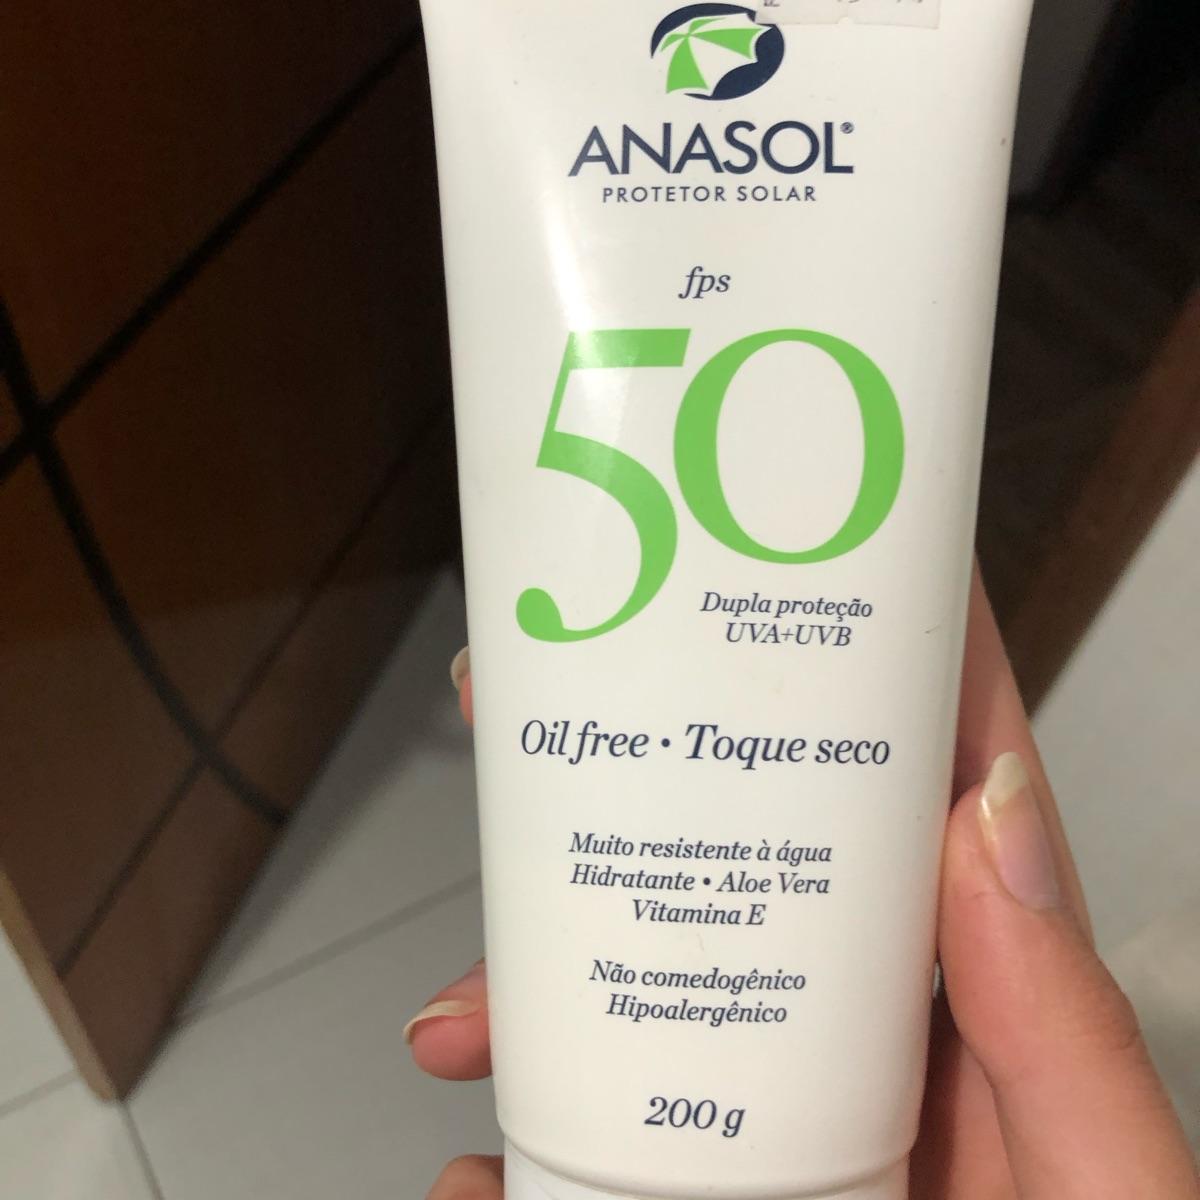 ANASOL®
PROTETOR SOLAR
fps
50
Dupla proteção
UVA+UVB
Oil free • Toque seco
Muito resistente à água
Hidratante • Aloe Vera
Vitamina E
Não comedogênico
Hipoalergênico
200 g